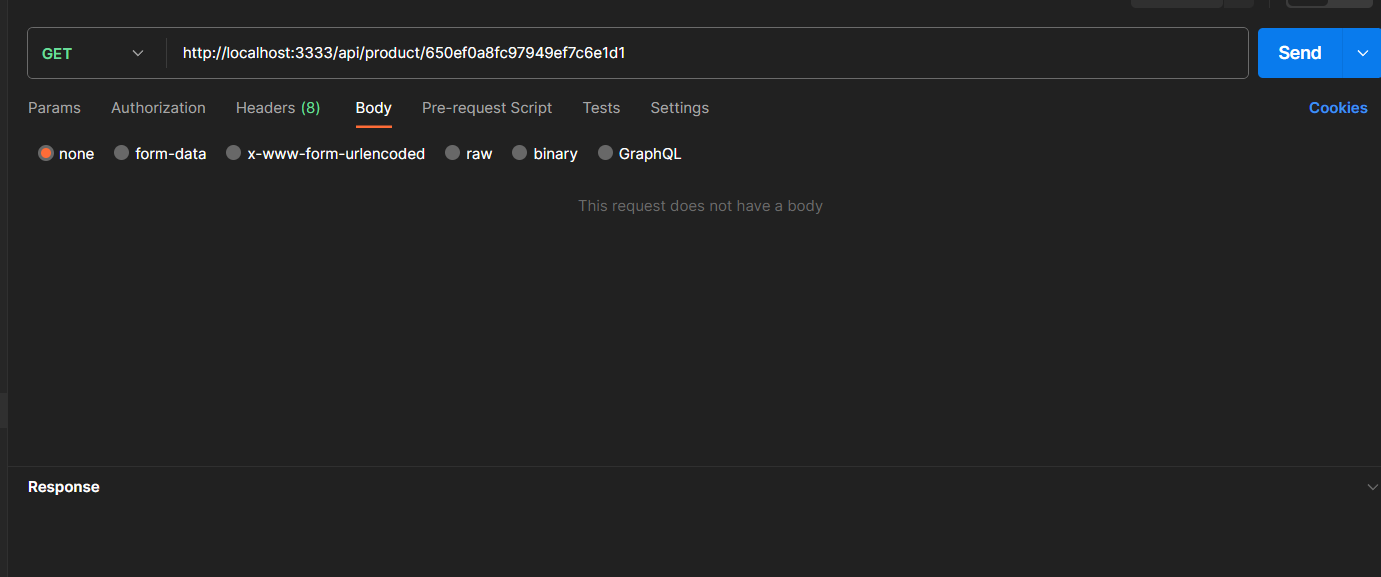 GET http://localhost:3333/api/product/650ef0a8fc97949ef7c6e1d1 Send
Params Authorization Headers (8) Body Pre-request Script Tests Settings Cookies
none form-data x-www-form-urlencoded raw binary GraphQL
This request does not have a body
Response